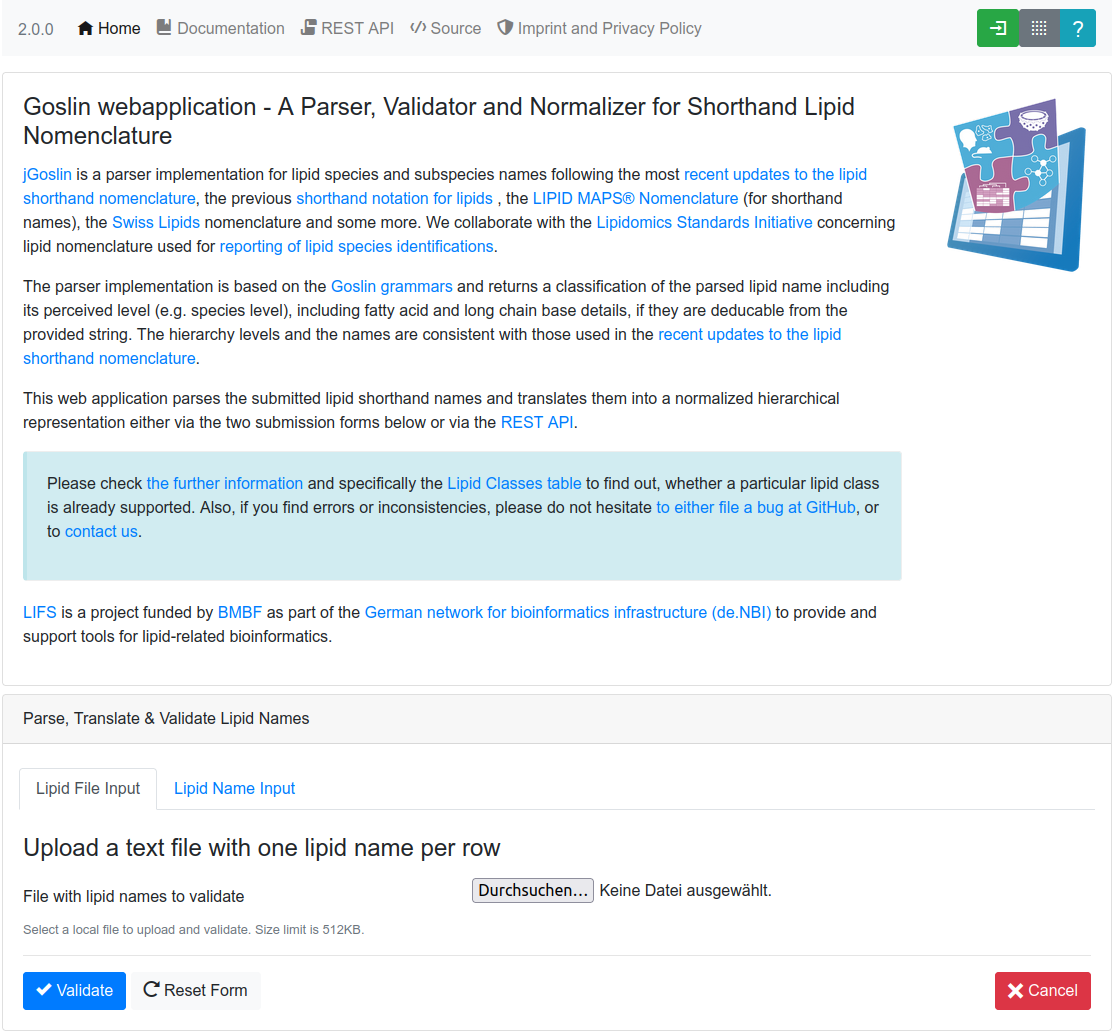 2.0.0 Home Documentation REST API Source Imprint and Privacy Policy ?
Goslin webapplication - A Parser, Validator and Normalizer for Shorthand Lipid
Nomenclature
jGoslin is a parser implementation for lipid species and subspecies names following the most recent updates to the lipid
shorthand nomenclature, the previous shorthand notation for lipids , the LIPID MAPS® Nomenclature (for shorthand
names), the Swiss Lipids nomenclature and some more. We collaborate with the Lipidomics Standards Initiative concerning
lipid nomenclature used for reporting of lipid species identifications.
The parser implementation is based on the Goslin grammars and returns a classification of the parsed lipid name including
its perceived level (e.g. species level), including fatty acid and long chain base details, if they are deducable from the
provided string. The hierarchy levels and the names are consistent with those used in the recent updates to the lipid
shorthand nomenclature.
This web application parses the submitted lipid shorthand names and translates them into a normalized hierarchical
representation either via the two submission forms below or via the REST API.
Please check the further information and specifically the Lipid Classes table to find out, whether a particular lipid class
is already supported. Also, if you find errors or inconsistencies, please do not hesitate to either file a bug at GitHub, or
to contact us.
LIFS is a project funded by BMBF as part of the German network for bioinformatics infrastructure (de.NBI) to provide and
support tools for lipid-related bioinformatics.
Parse, Translate & Validate Lipid Names
Lipid File Input Lipid Name Input
Upload a text file with one lipid name per row
File with lipid names to validate Durchsuchen... Keine Datei ausgewählt.
Select a local file to upload and validate. Size limit is 512KB.
Validate Reset Form Cancel